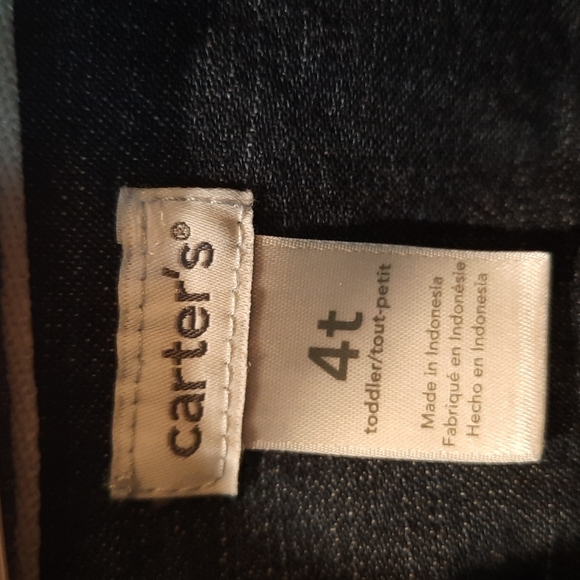 carter's®
4t
toddler/tout-petit
Made in Indonesia
Fabriqué en Indonésie
Hecho en Indonesia